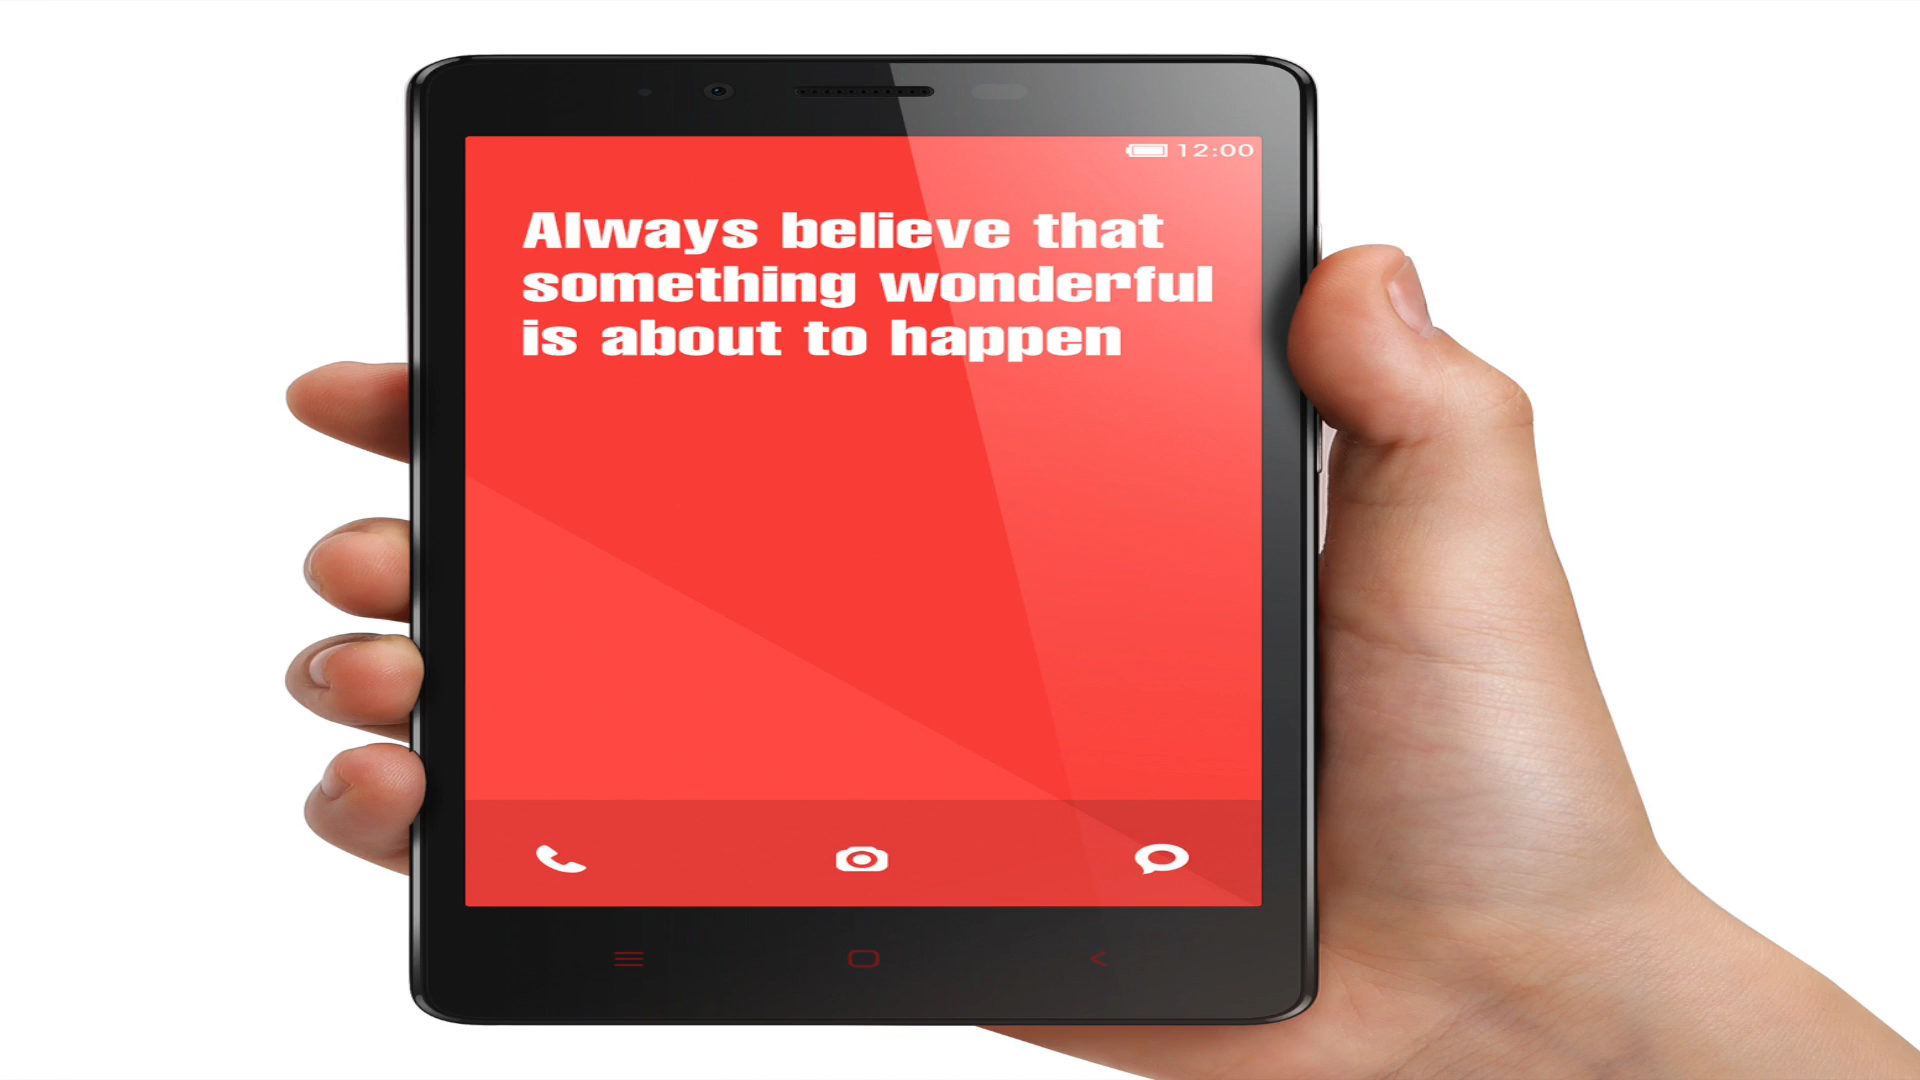 12:00
Always believe that
something wonderful
is about to happen